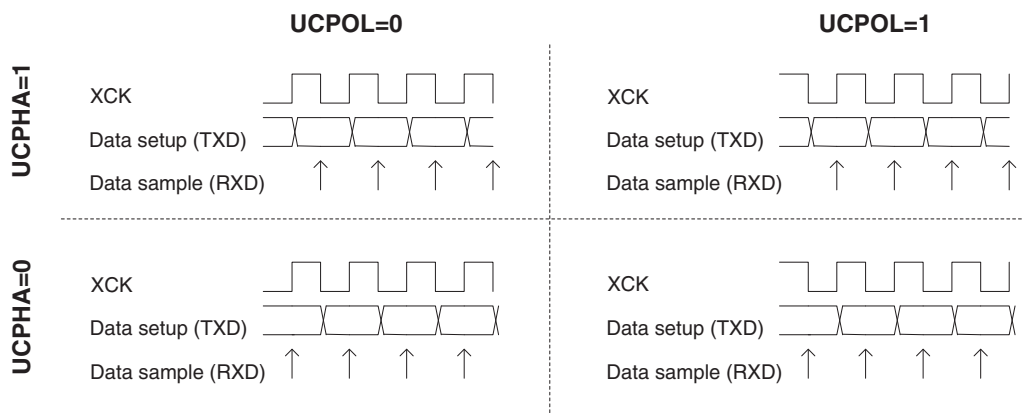 UCPOL=0
UCPOL=1
UCPHA=1
XCK
Data setup (TXD)
Data sample (RXD)
XCK
Data setup (TXD)
Data sample (RXD)
UCPHA=0
XCK
Data setup (TXD)
Data sample (RXD)
XCK
Data setup (TXD)
Data sample (RXD)